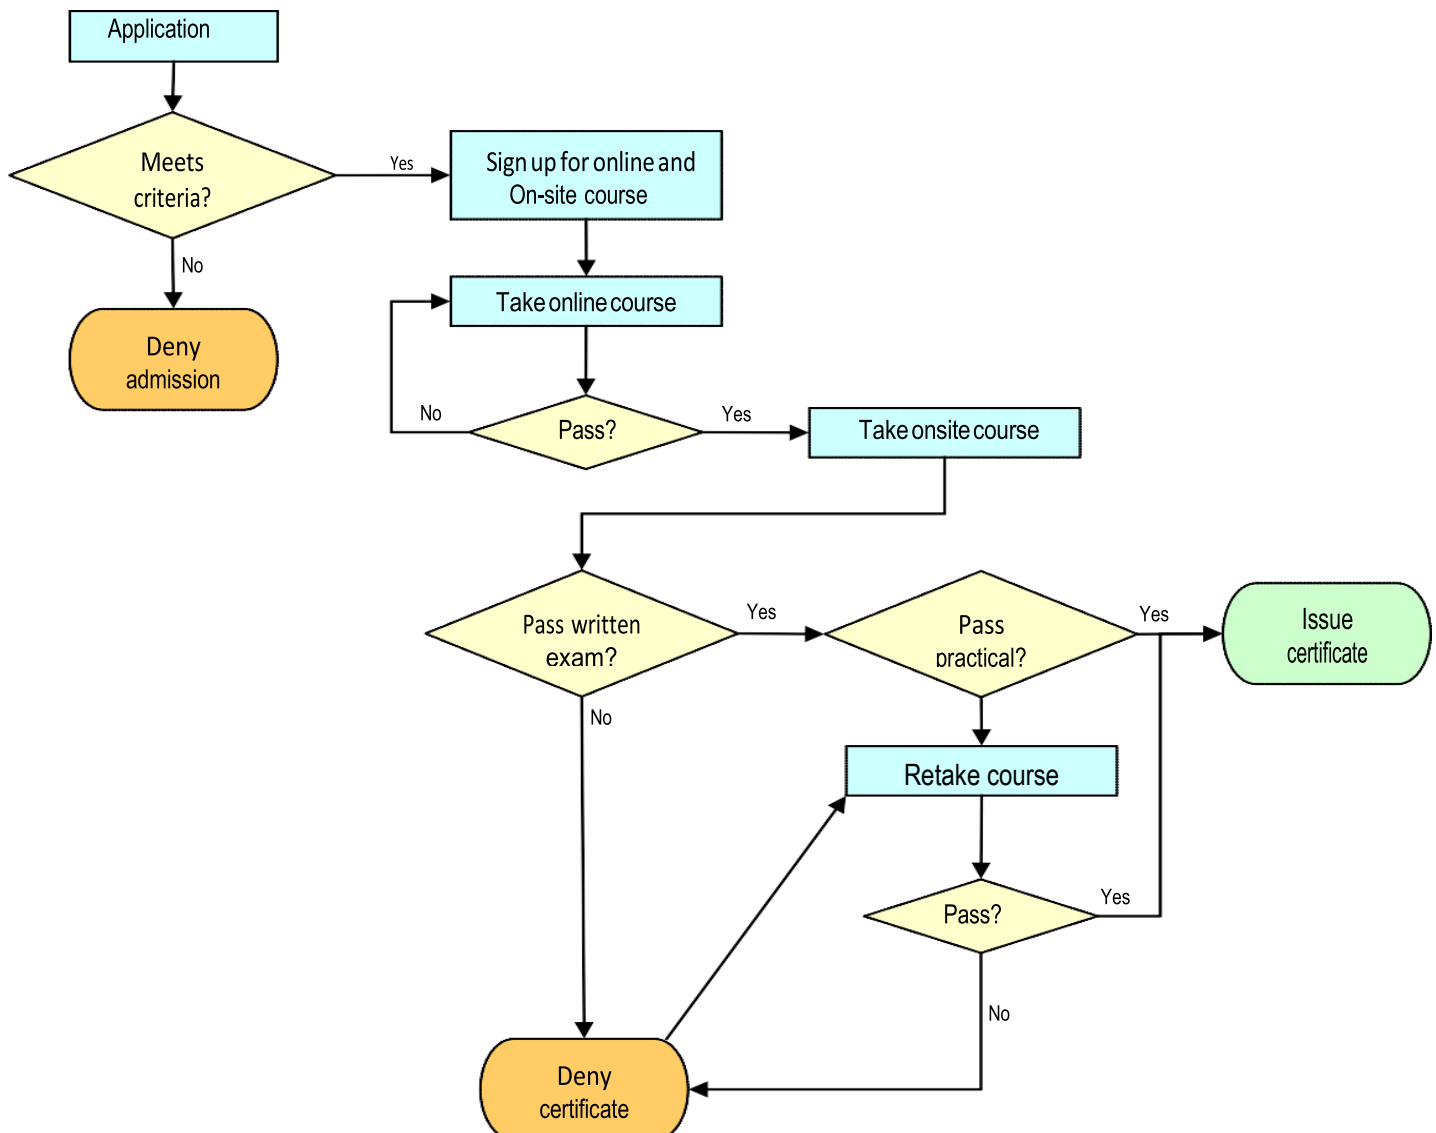 Application
Meets
criteria?
Yes
Sign up for online and
On-site course
No
Deny
admission
Take online course
No
Pass?
Yes
Take onsite course
Pass written
exam?
Yes
Pass
practical?
Yes
Issue
certificate
No
Retake course
Pass?
Yes
No
Deny
certificate